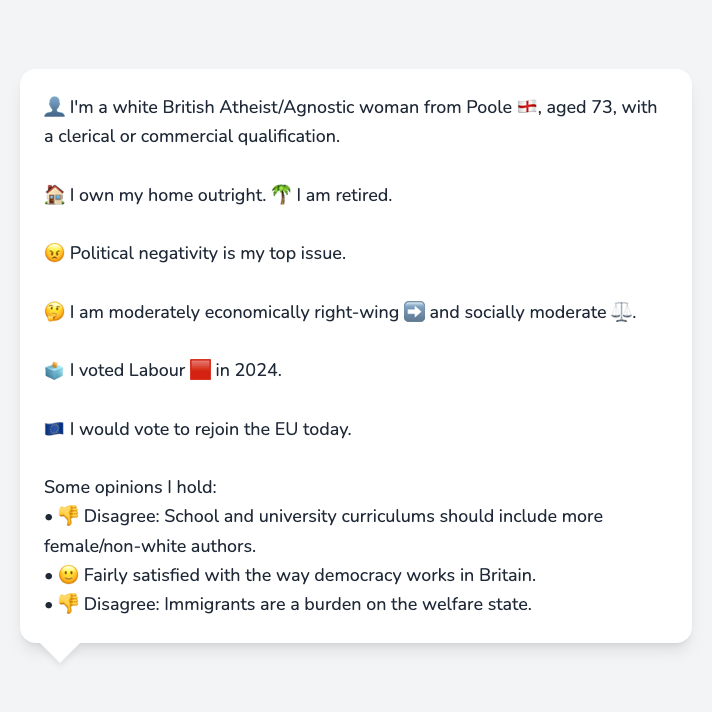 👤 I'm a white British Atheist/Agnostic woman from Poole 🏴󠁧󠁢󠁥󠁮󠁧󠁿, aged 73, with
a clerical or commercial qualification.
🏠 I own my home outright. 🌴 I am retired.
😠 Political negativity is my top issue.
🤔 I am moderately economically right-wing ➡️ and socially moderate ⚖️.
🗳️ I voted Labour 🟥 in 2024.
🇪🇺 I would vote to rejoin the EU today.
Some opinions I hold:
• 👎 Disagree: School and university curriculums should include more
female/non-white authors.
• 🙂 Fairly satisfied with the way democracy works in Britain.
• 👎 Disagree: Immigrants are a burden on the welfare state.